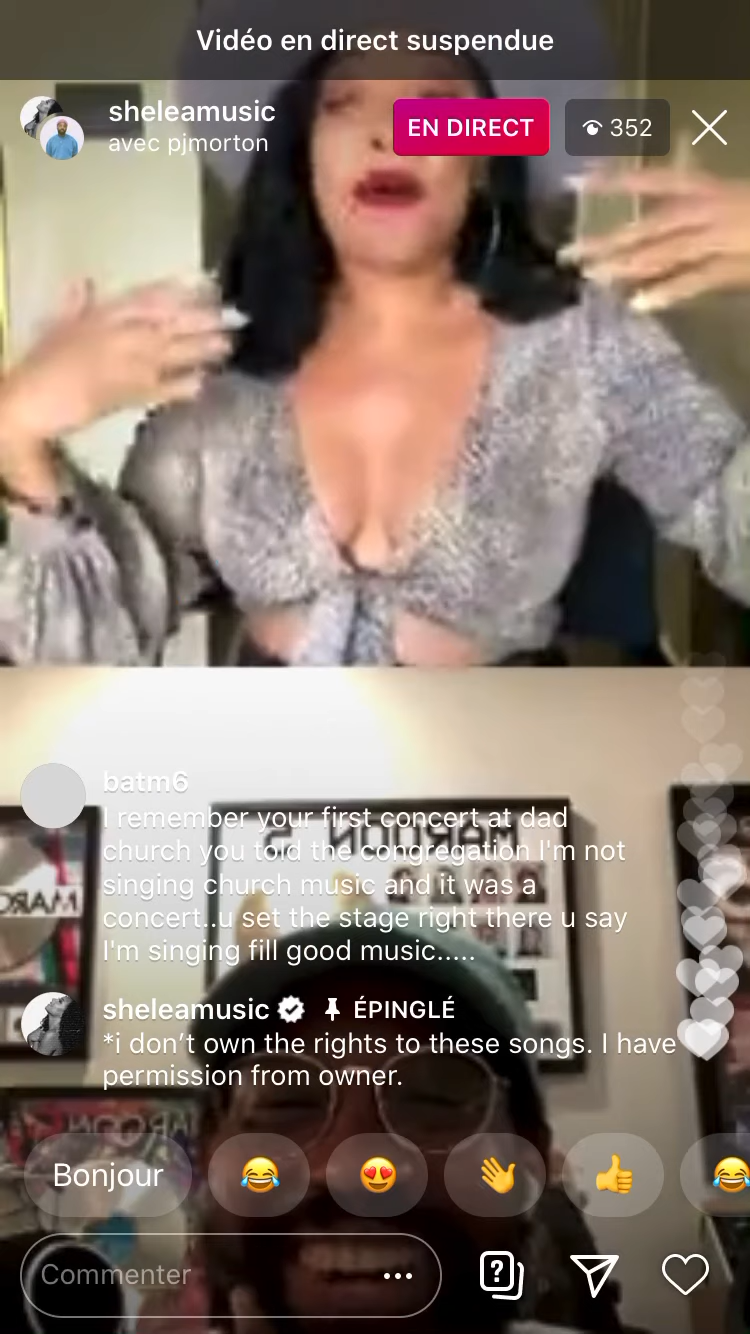 Vidéo en direct suspendue
sheleamusic
avec pjmorton
EN DIRECT
352
batm6
I remember your first concert at dad
church you told the congregation I'm not
singing church music and it was a
concert..u set the stage right there u say
I'm singing fill good music.....
sheleamusic ÉPINGLÉ
*i don’t own the rights to these songs. I have
permission from owner.
Bonjour
Commenter